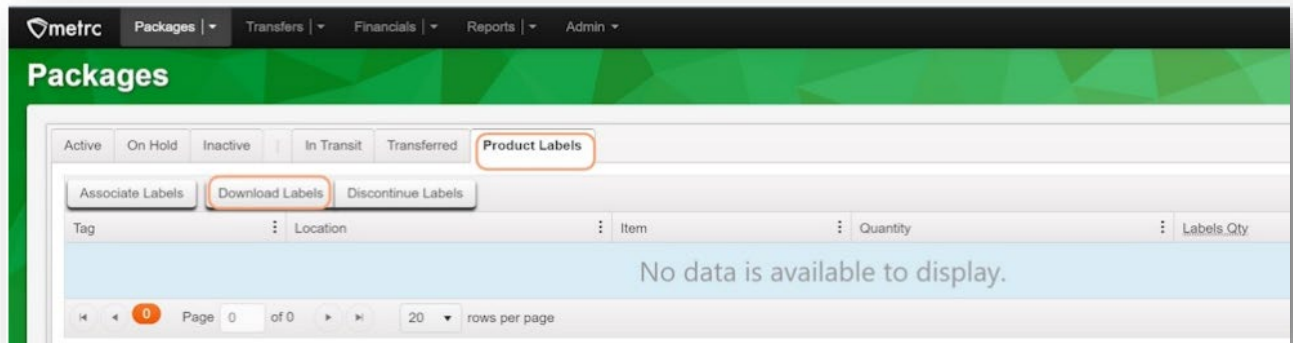 metrc Packages | Transfers | Financials | Reports | Admin
Packages
Active On Hold Inactive | In Transit Transferred Product Labels
Associate Labels Download Labels Discontinue Labels
Tag Location Item Quantity Labels Qty
No data is available to display.
0 Page 0 of 0 20 rows per page